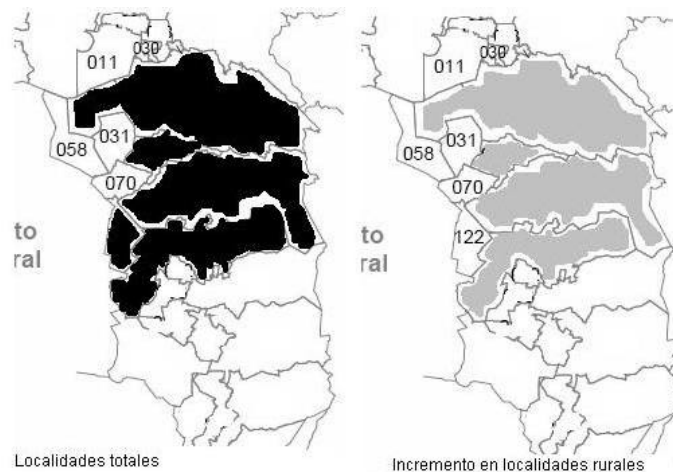 030
011
031
058
070
to
ral
Localidades totales
030
011
031
058
070
122
to
ral
Incremento en localidades rurales